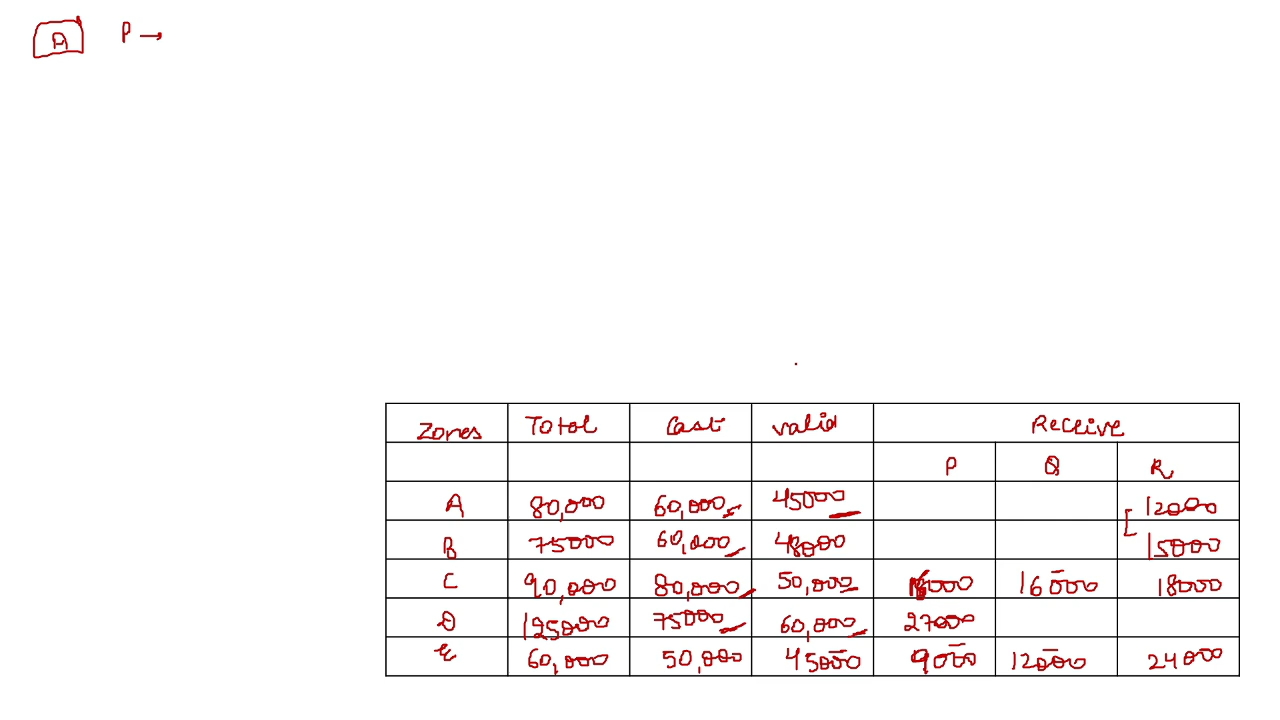 A P →
Zones Total Cast valid Receive
P Q R
A 80,000 60,000 45000 12000
B 75000 60,000 48000 15000
C 90,000 80,000 50,000 16000 16000 18000
D 125000 75000 60,000 27000
E 60,000 50,000 45000 9000 12000 24000